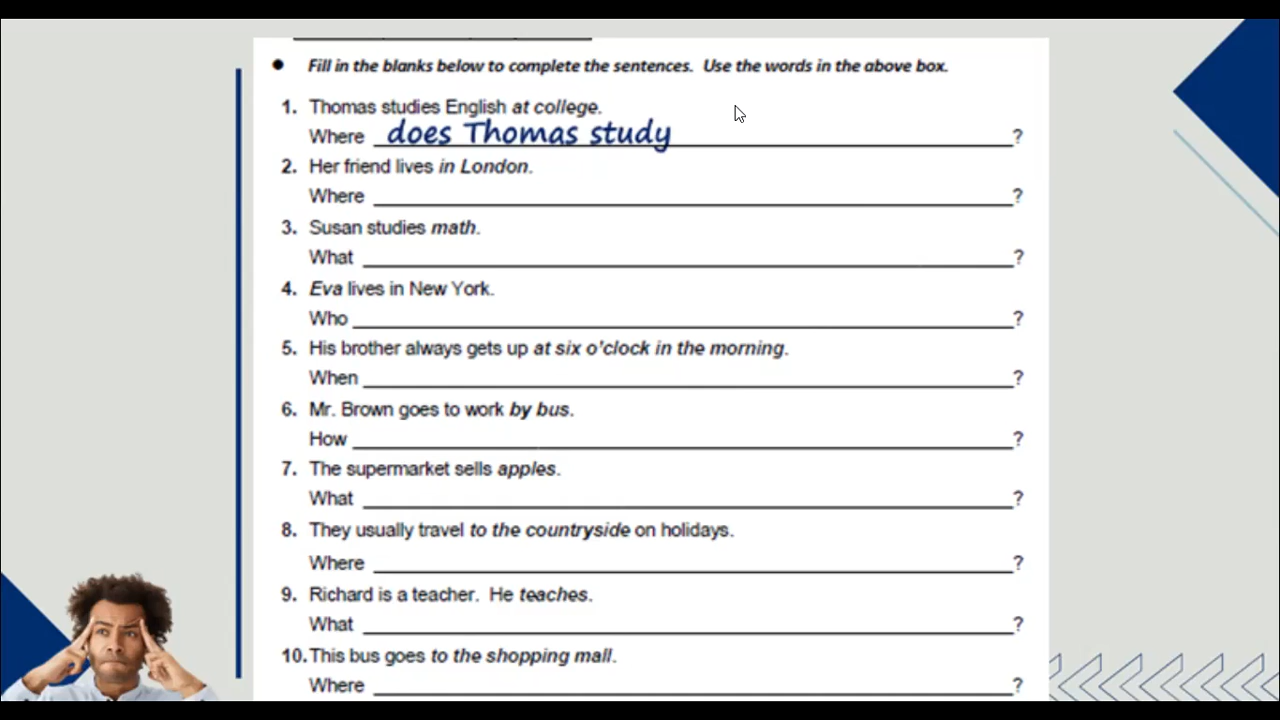 ● Fill in the blanks below to complete the sentences. Use the words in the above box.
1. Thomas studies English at college.
Where does Thomas study ?
2. Her friend lives in London.
Where ?
3. Susan studies math.
What ?
4. Eva lives in New York.
Who ?
5. His brother always gets up at six o'clock in the morning.
When ?
6. Mr. Brown goes to work by bus.
How ?
7. The supermarket sells apples.
What ?
8. They usually travel to the countryside on holidays.
Where ?
9. Richard is a teacher. He teaches.
What ?
10. This bus goes to the shopping mall.
Where ?